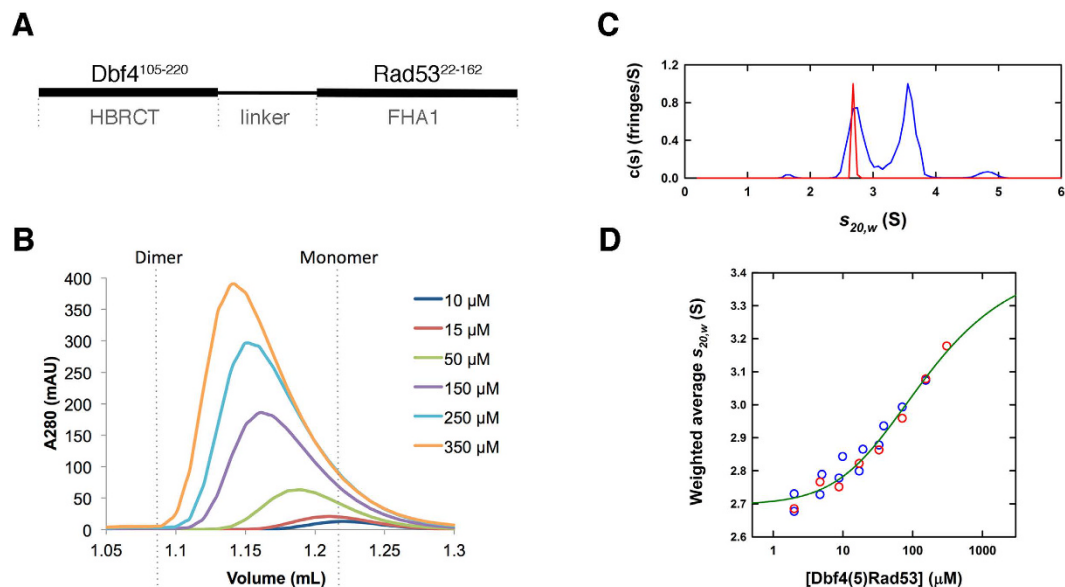 A
Dbf4105-220
Rad5322-162
HBRCT
linker
FHA1
B
Dimer
Monomer
A280 (mAU)
400
350
300
250
200
150
100
50
0
1.05
1.1
1.15
1.2
1.25
1.3
Volume (mL)
10 µM
15 µM
50 µM
150 µM
250 µM
350 µM
C
c(s) (fringes/S)
1.2
0.8
0.4
0.0
0
1
2
3
4
5
6
s20,w (S)
D
Weighted average s20,w (S)
3.4
3.3
3.2
3.1
3.0
2.9
2.8
2.7
2.6
1
10
100
1000
[Dbf4(5)Rad53] (µM)